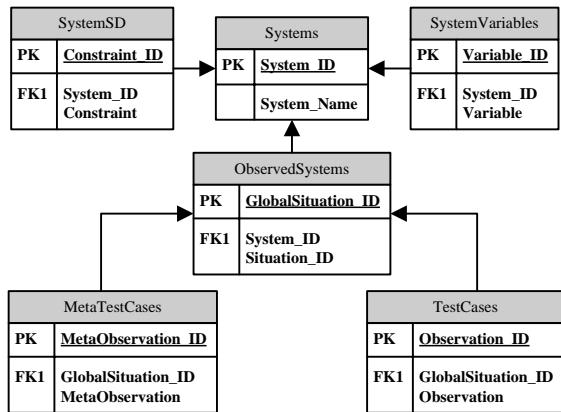 SystemSD
PK Constraint_ID
FK1 System_ID
Constraint
Systems
PK System_ID
System_Name
SystemVariables
PK Variable_ID
FK1 System_ID
Variable
ObservedSystems
PK GlobalSituation_ID
FK1 System_ID
Situation_ID
MetaTestCases
PK MetaObservation_ID
FK1 GlobalSituation_ID
MetaObservation
TestCases
PK Observation_ID
FK1 GlobalSituation_ID
Observation